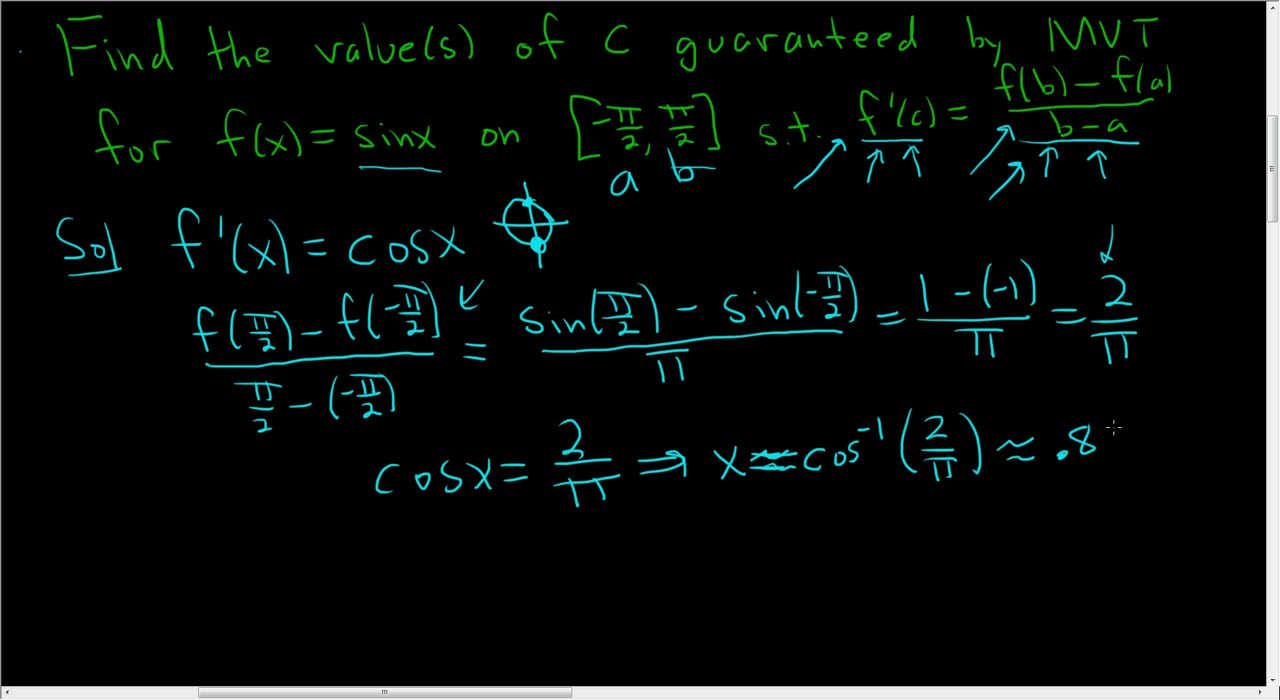 Find the value(s) of C guaranteed by MVT
for f(x) = sinx on [-π/2, π/2] s.t. f'(c) = f(b) - f(a) / b - a
a b
Sol f'(x) = cosx
f(π/2) - f(-π/2) / π/2 - (-π/2) = sin(π/2) - sin(-π/2) / π = 1 - (-1) / π = 2/π
cosx = 2/π ⇒ x = cos⁻¹(2/π) ≈ .8